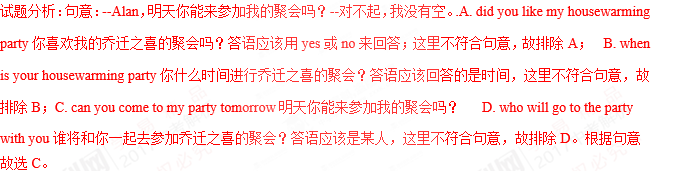 试题分析：句意：--Alan，明天你能来参加我的聚会吗？--对不起，我没有空。.A. did you like my housewarming
party 你喜欢我的乔迁之喜的聚会吗？答语应该用 yes 或 no 来回答；这里不符合句意，故排除 A； B. when
is your housewarming party 你什么时间进行乔迁之喜的聚会？答语应该回答的是时间，这里不符合句意，故
排除 B；C. can you come to my party tomorrow 明天你能来参加我的聚会吗？ D. who will go to the party
with you 谁将和你一起去参加乔迁之喜的聚会？答语应该是某人，这里不符合句意，故排除 D。根据句意
故选 C。